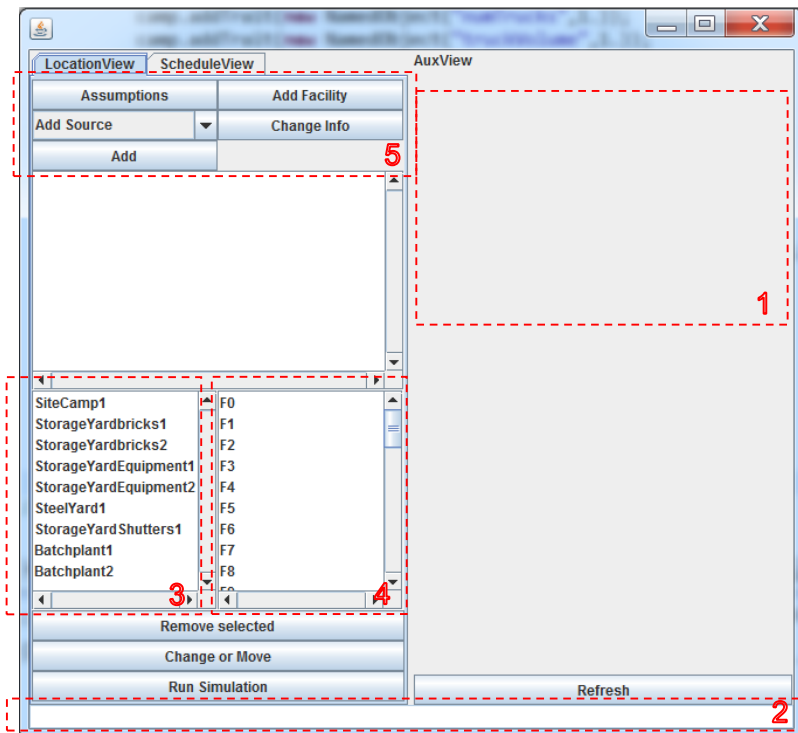 LocationView ScheduleView AuxView
Assumptions Add Facility
Add Source Change Info
Add 5
1
SiteCamp1 F0
StorageYardbricks1 F1
StorageYardbricks2 F2
StorageYardEquipment1 F3
StorageYardEquipment2 F4
SteelYard1 F5
StorageYardShutters1 F6
Batchplant1 F7
Batchplant2 F8
3 4
Remove selected
Change or Move
Run Simulation Refresh
2